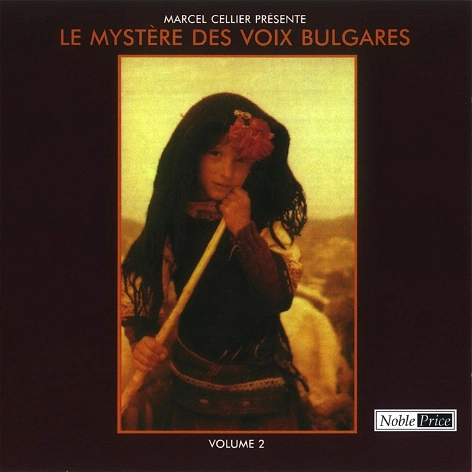 MARCEL CELLIER PRÉSENTE
LE MYSTÈRE DES VOIX BULGARES
Noble Price
VOLUME 2